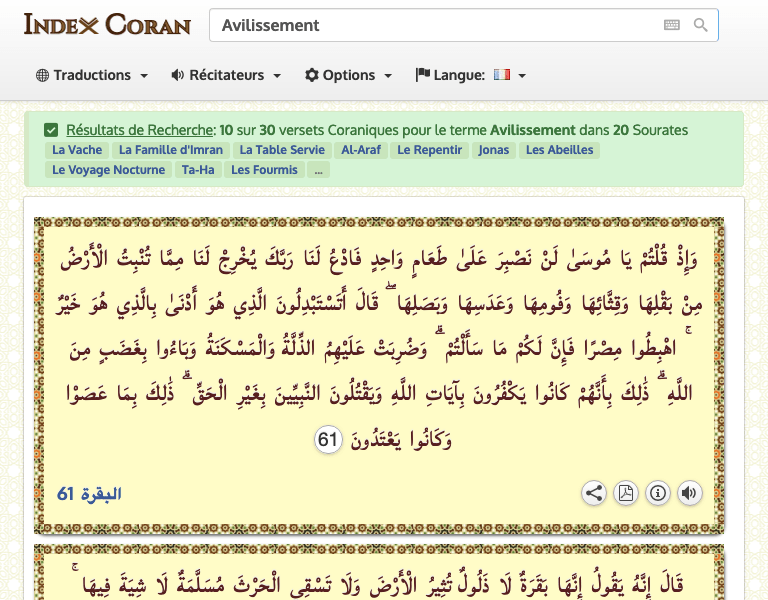 INDEX CORAN
Avilissement
Traductions Récitateurs Options Langue:
Résultats de Recherche: 10 sur 30 versets Coraniques pour le terme Avilissement dans 20 Sourates
La Vache La Famille d'Imran La Table Servie Al-Araf Le Repentir Jonas Les Abeilles
Le Voyage Nocturne Ta-Ha Les Fourmis ...
وَإِذْ قُلْتُمْ يَا مُوسَىٰ لَنْ نَصْبِرَ عَلَىٰ طَعَامٍ وَاحِدٍ فَادْعُ لَنَا رَبَّكَ يُخْرِجْ لَنَا مِمَّا تُنْبِتُ الْأَرْضُ
مِنْ بَقْلِهَا وَقِثَّائِهَا وَفُومِهَا وَعَدَسِهَا وَبَصَلِهَا ۖ قَالَ أَتَسْتَبْدِلُونَ الَّذِي هُوَ أَدْنَىٰ بِالَّذِي هُوَ خَيْرٌ
ۚ اهْبِطُوا مِصْرًا فَإِنَّ لَكُمْ مَا سَأَلْتُمْ ۗ وَضُرِبَتْ عَلَيْهِمُ الذِّلَّةُ وَالْمَسْكَنَةُ وَبَاءُوا بِغَضَبٍ مِنَ
اللَّهِ ۗ ذَٰلِكَ بِأَنَّهُمْ كَانُوا يَكْفُرُونَ بِآيَاتِ اللَّهِ وَيَقْتُلُونَ النَّبِيِّينَ بِغَيْرِ الْحَقِّ ۗ ذَٰلِكَ بِمَا عَصَوْا
وَكَانُوا يَعْتَدُونَ 61
البقرة 61
قَالَ إِنَّهُ يَقُولُ إِنَّهَا بَقَرَةٌ لَا ذَلُولٌ تُثِيرُ الْأَرْضَ وَلَا تَسْقِي الْحَرْثَ مُسَلَّمَةٌ لَا شِيَةَ فِيهَا ۚ